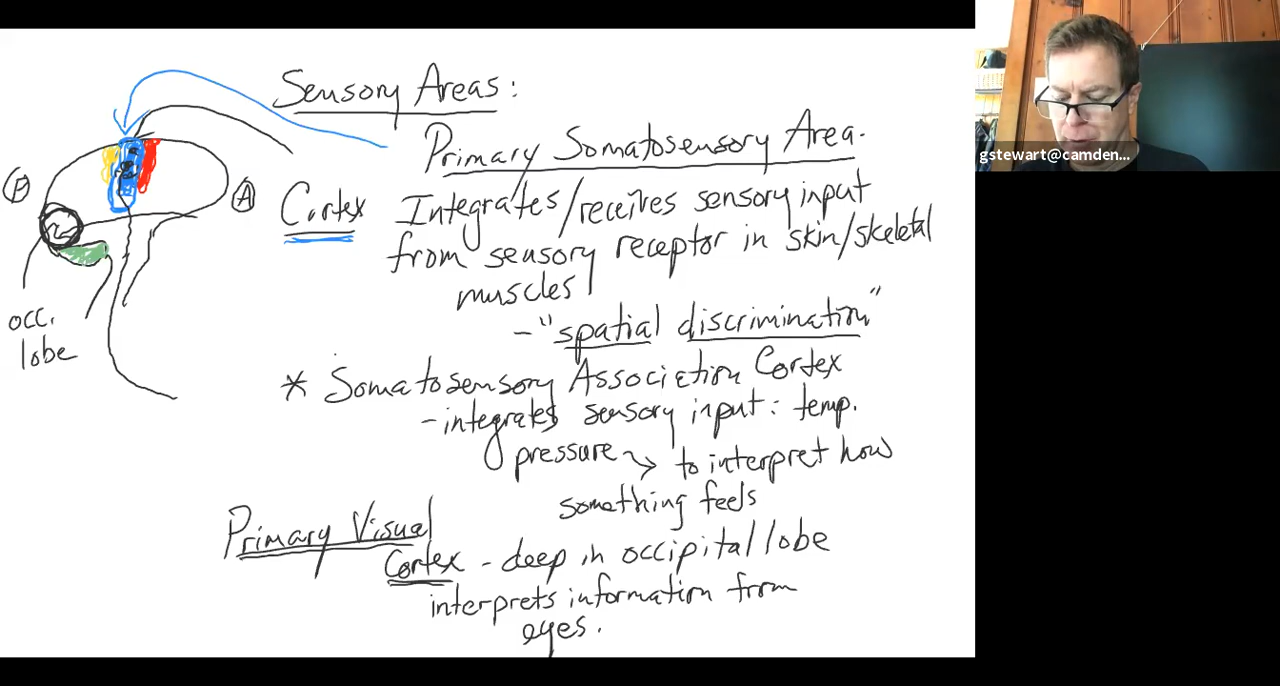 Sensory Areas:
Primary Somatosensory Area.
Cortex Integrates/receives sensory input
from sensory receptor in skin/skeletal
muscles
- "spatial discrimination"
* Somatosensory Association Cortex
- integrates sensory input: temp.
pressure → to interpret how
something feels
Primary Visual
Cortex - deep in occipital lobe
interprets information from
eyes.
P
A
occ.
lobe
gstewart@camden...